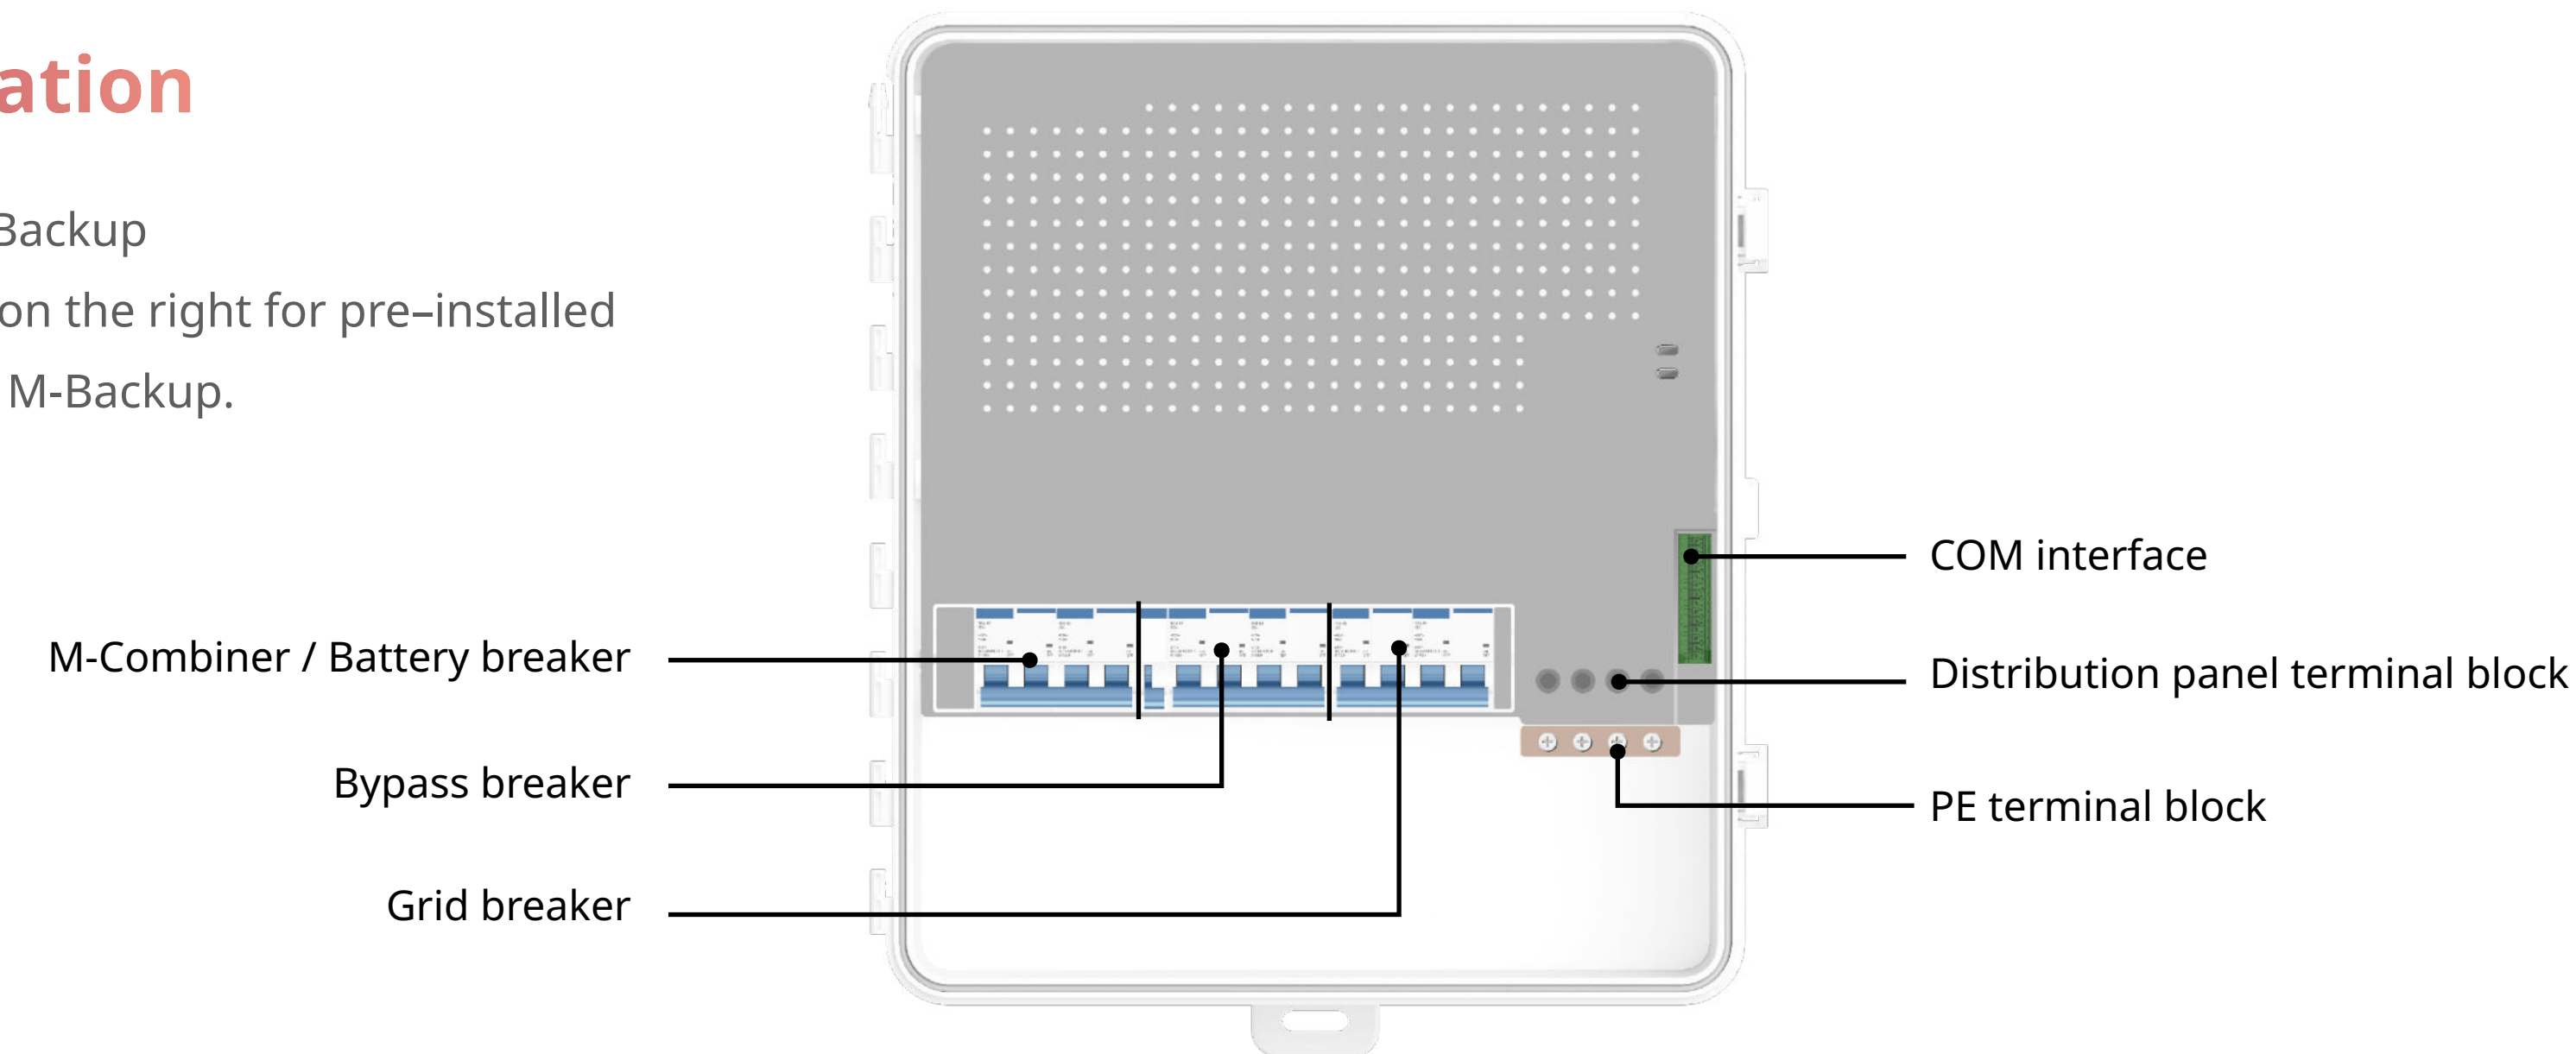 ation
Backup
on the right for pre–installed
M-Backup.
COM interface
M-Combiner / Battery breaker
Distribution panel terminal block
Bypass breaker
PE terminal block
Grid breaker